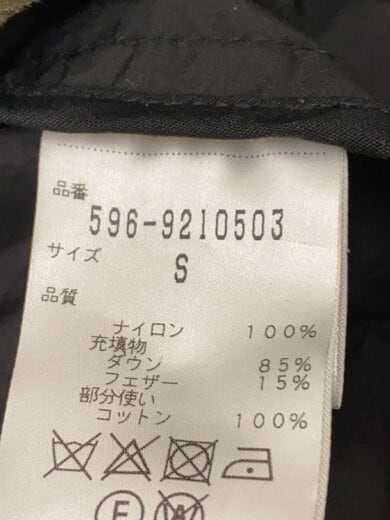 品番
596-9210503
サイズ
S
品質
ナイロン 100%
充填物
ダウン 85%
フェザー 15%
部分使い
コットン 100%
F W